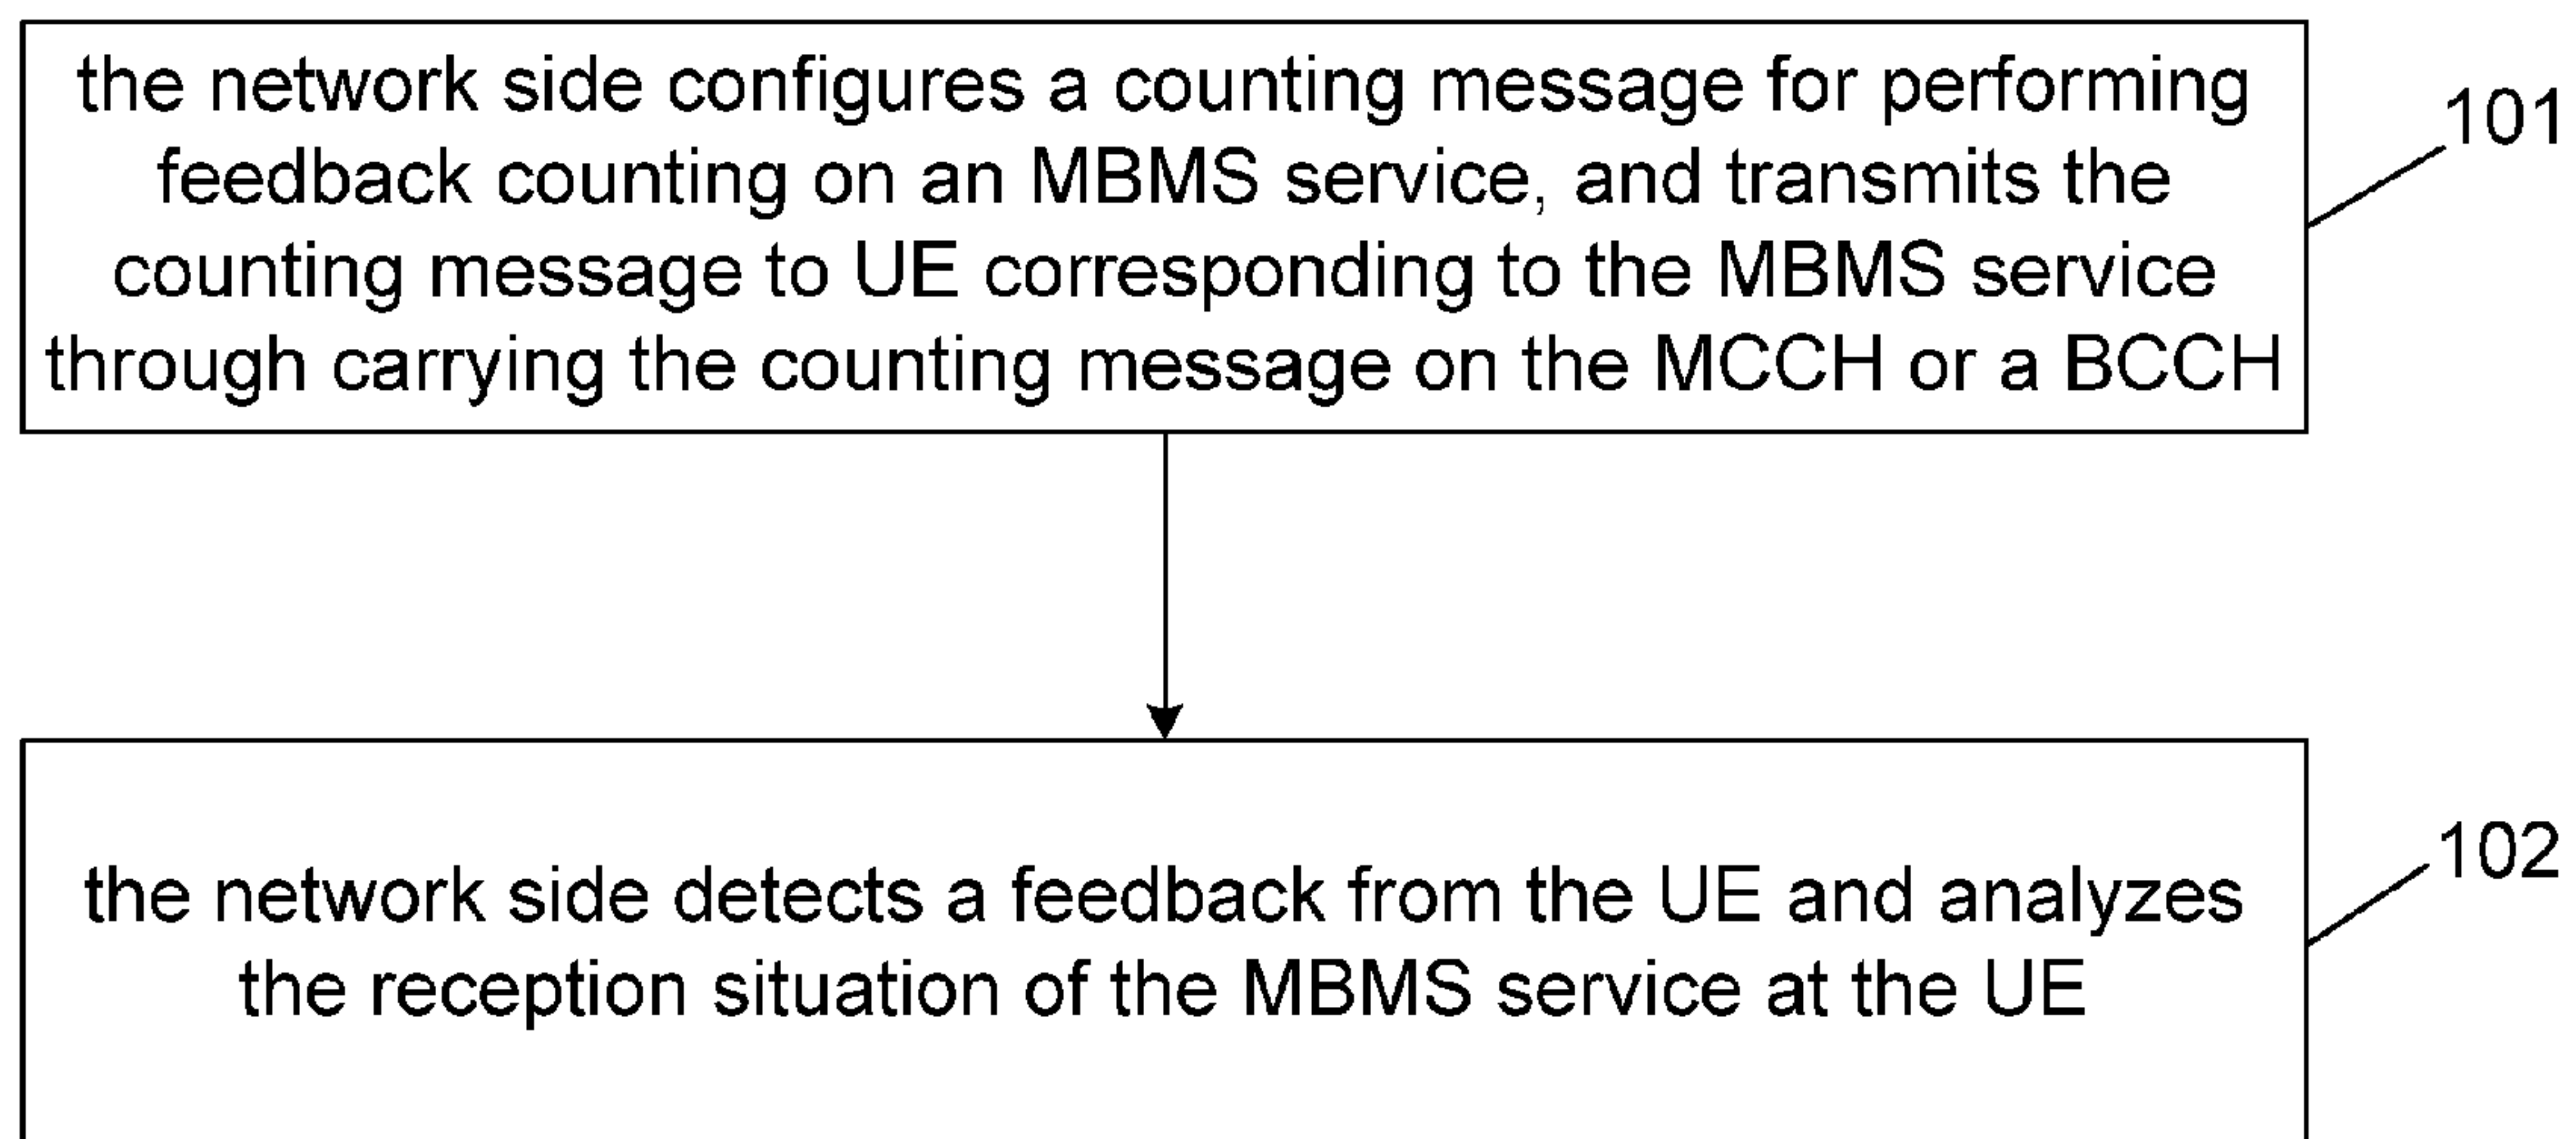 the network side configures a counting message for performing
feedback counting on an MBMS service, and transmits the
counting message to UE corresponding to the MBMS service
through carrying the counting message on the MCCH or a BCCH
101
the network side detects a feedback from the UE and analyzes
the reception situation of the MBMS service at the UE
102